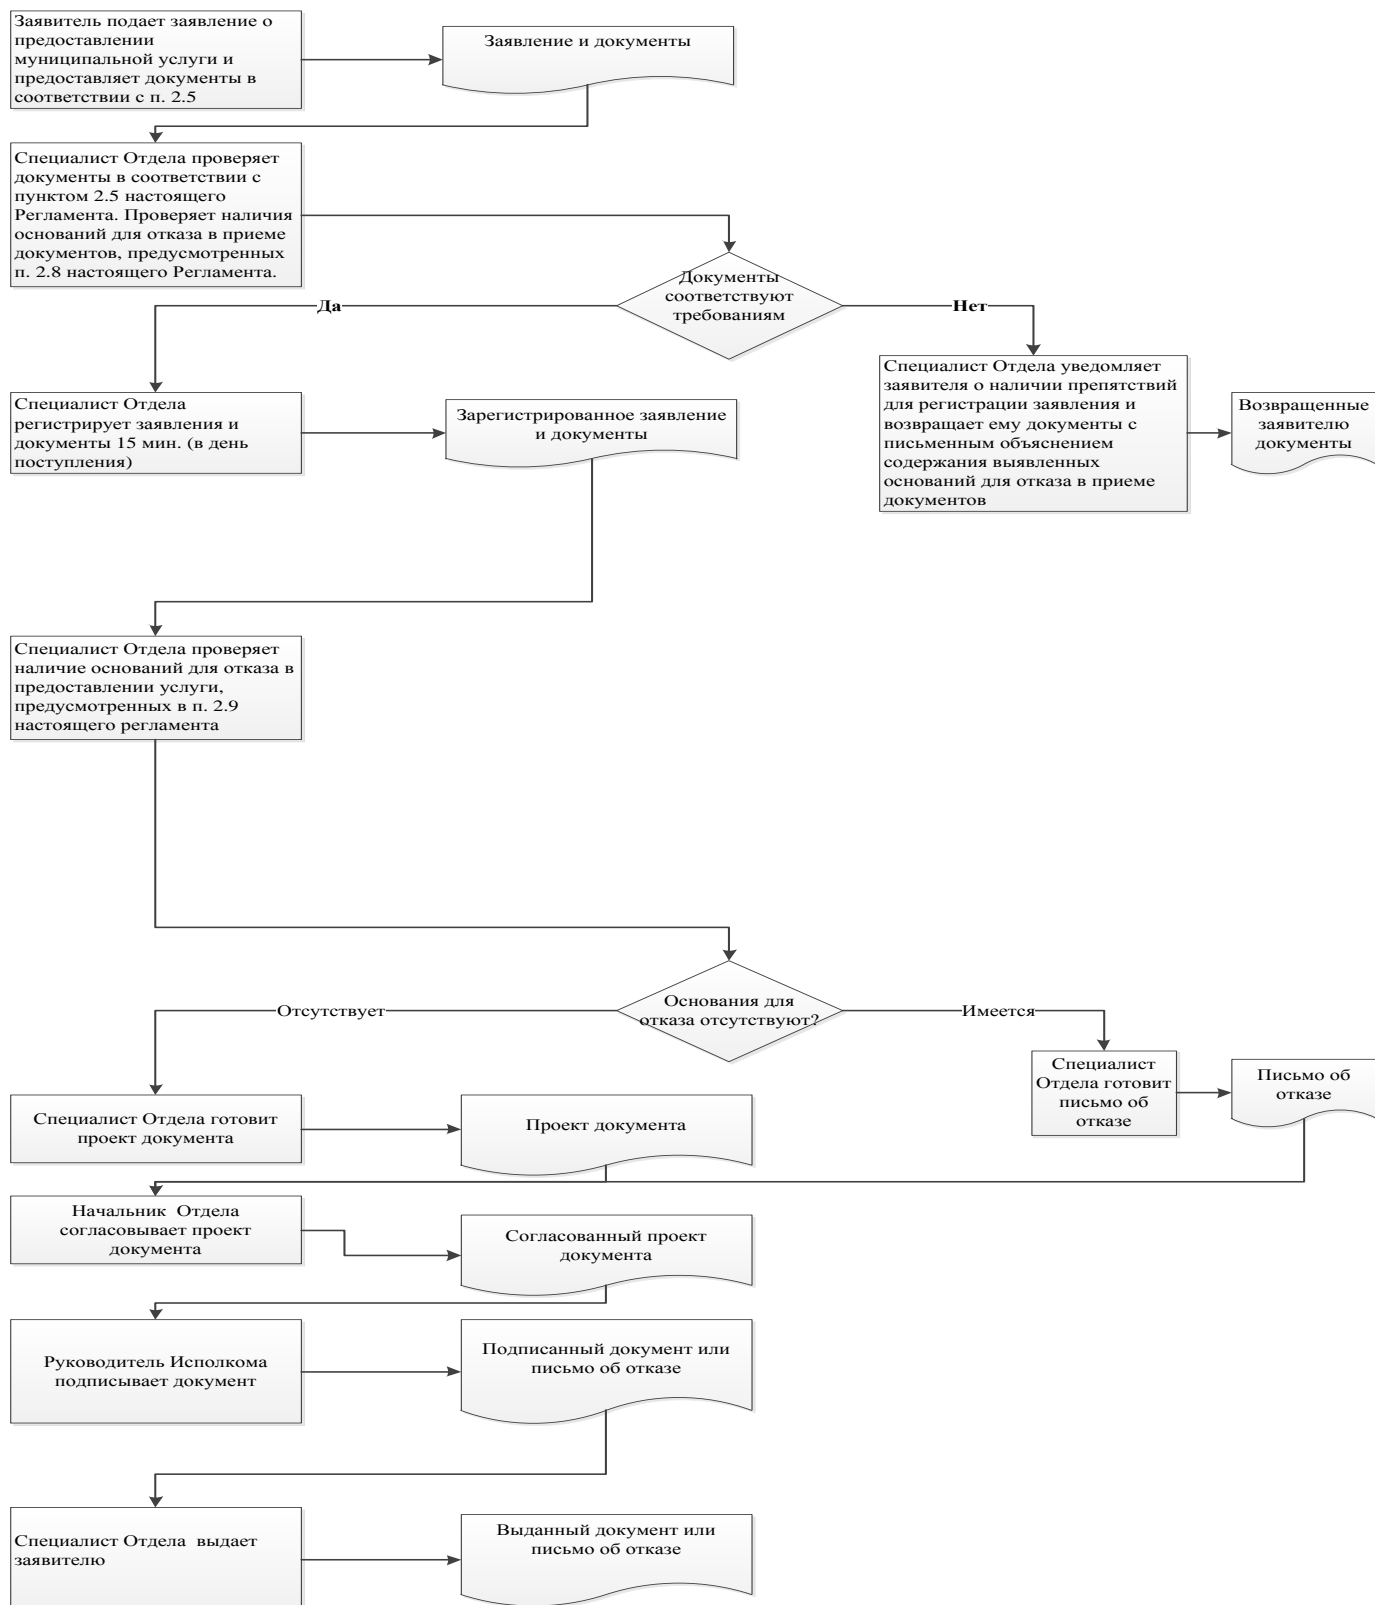 Заявитель подает заявление о
предоставлении
муниципальной услуги и
предоставляет документы в
соответствии с п. 2.5
Заявление и документы
Специалист Отдела проверяет
документы в соответствии с
пунктом 2.5 настоящего
Регламента. Проверяет наличия
оснований для отказа в приеме
документов, предусмотренных
п. 2.8 настоящего Регламента.
Документы
соответствуют
требованиям
Да
Нет
Специалист Отдела
регистрирует заявления и
документы 15 мин. (в день
поступления)
Зарегистрированное заявление
и документы
Специалист Отдела уведомляет
заявителя о наличии препятствий
для регистрации заявления и
возвращает ему документы с
письменным объяснением
содержания выявленных
оснований для отказа в приеме
документов
Возвращенные
заявителю
документы
Специалист Отдела проверяет
наличие оснований для отказа в
предоставлении услуги,
предусмотренных в п. 2.9
настоящего регламента
Основания для
отказа отсутствуют?
Отсутствует
Имеется
Специалист
Отдела готовит
письмо об
отказе
Письмо об
отказе
Специалист Отдела готовит
проект документа
Проект документа
Начальник  Отдела
согласовывает проект
документа
Согласованный проект
документа
Руководитель Исполкома
подписывает документ
Подписанный документ или
письмо об отказе
Специалист Отдела  выдает
заявителю
Выданный документ или
письмо об отказе